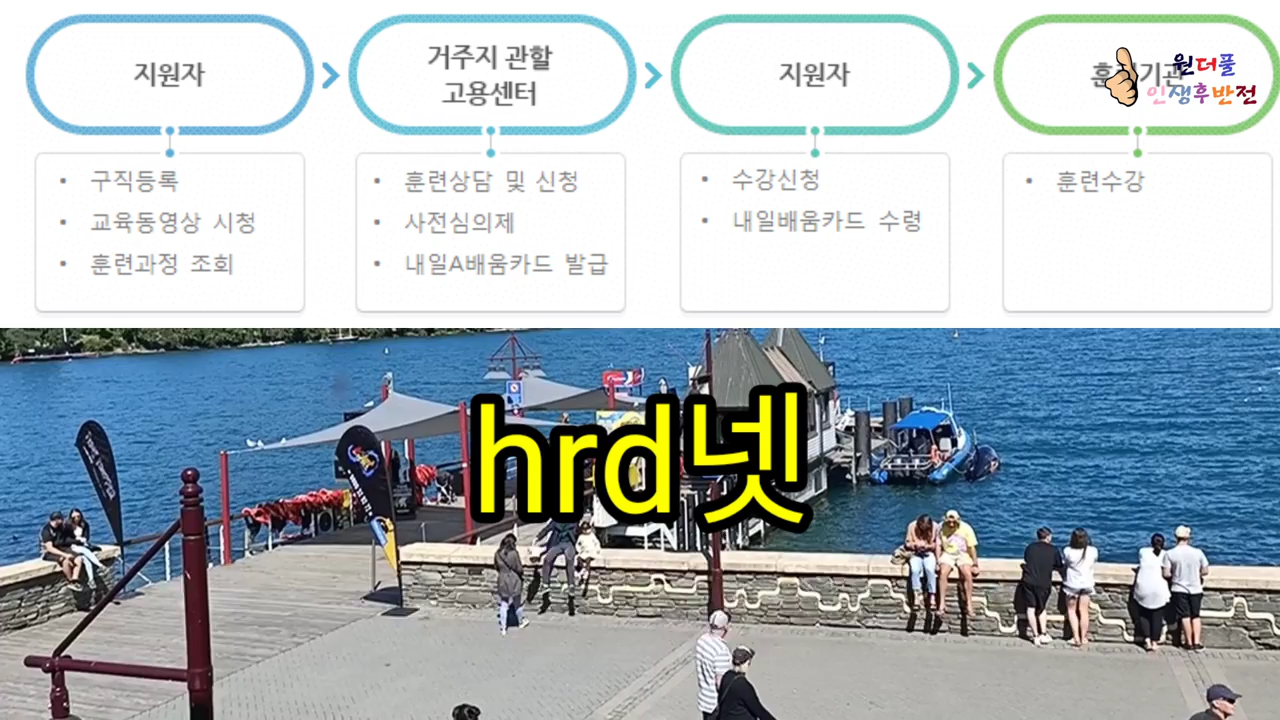 지원자
거주지 관할
고용센터
지원자
원더풀
인생후반전
• 구직등록
• 교육동영상 시청
• 훈련과정 조회
• 훈련상담 및 신청
• 사전심의제
• 내일A배움카드 발급
• 수강신청
• 내일배움카드 수령
• 훈련수강
hrd넷